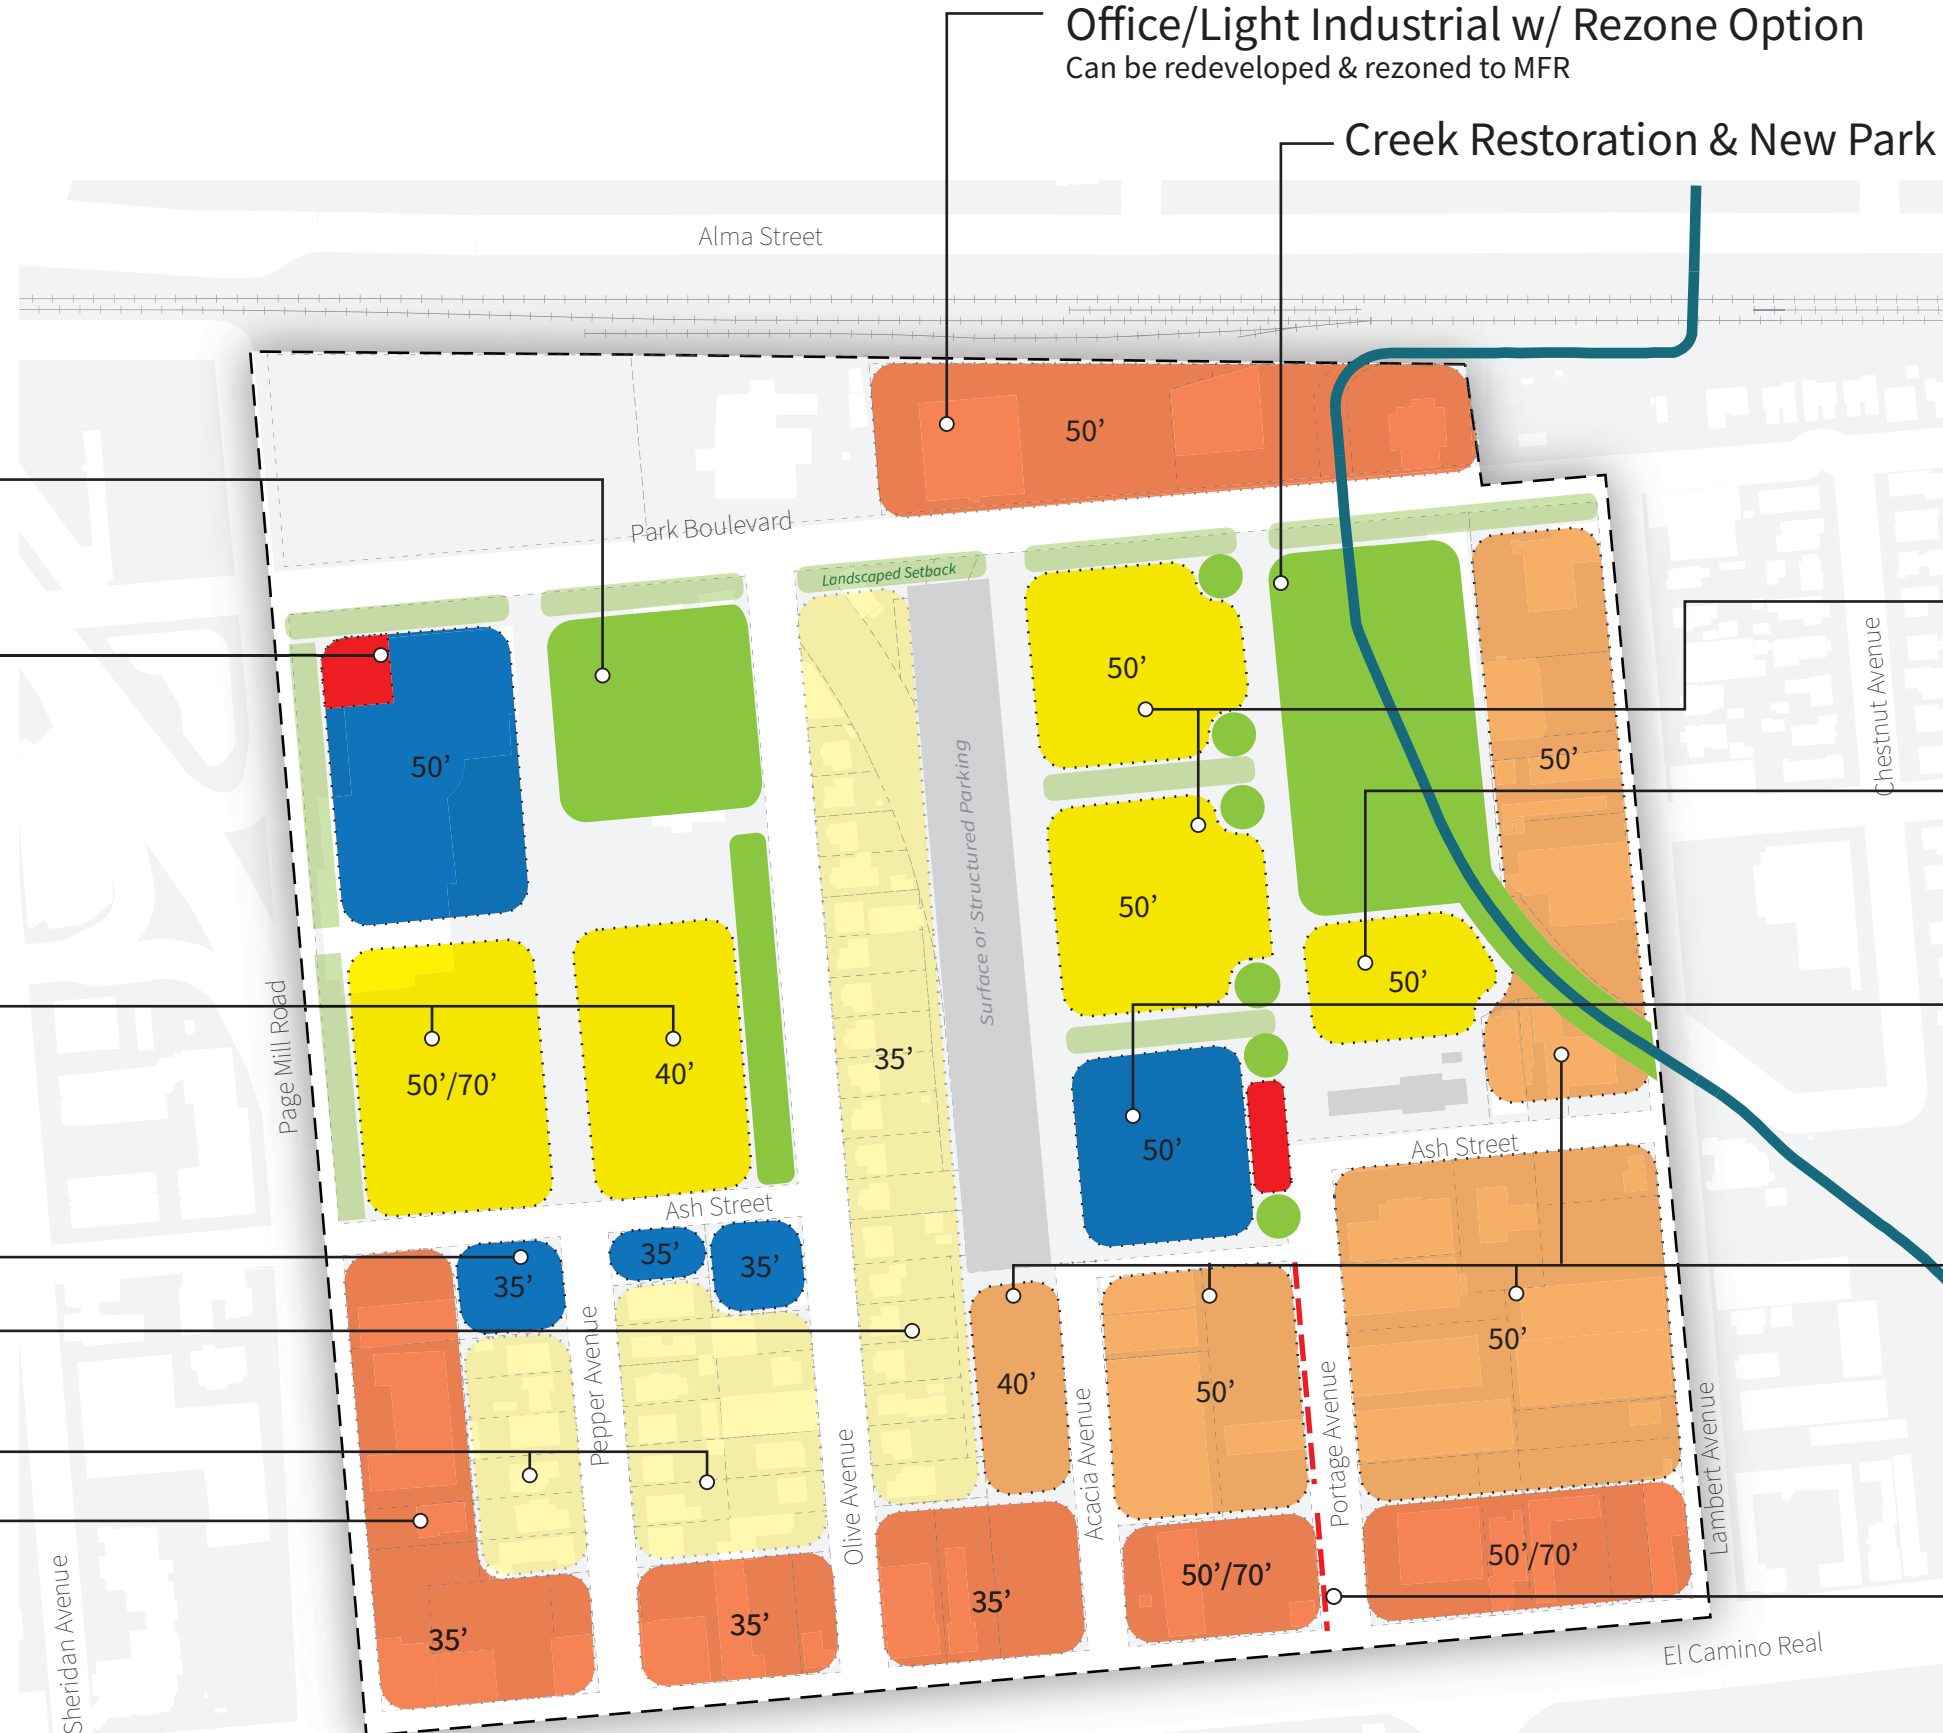 Office/Light Industrial w/ Rezone Option
Can be redeveloped & rezoned to MFR
Creek Restoration & New Park
Alma Street
50’
Park Boulevard
Landscaped Setback
50’
50’
50’
Chestnut Avenue
Surface or Structured Parking
50’
50’
Page Mill Road
35’
40’
50’/70’
50’
Ash Street
Ash Street
35’
35’
35’
50’
Pepper Avenue
40’
50’
Portage Avenue
Acacia Avenue
Lambert Avenue
Olive Avenue
50’/70’
50’/70’
35’
35’
35’
Sheridan Avenue
El Camino Real